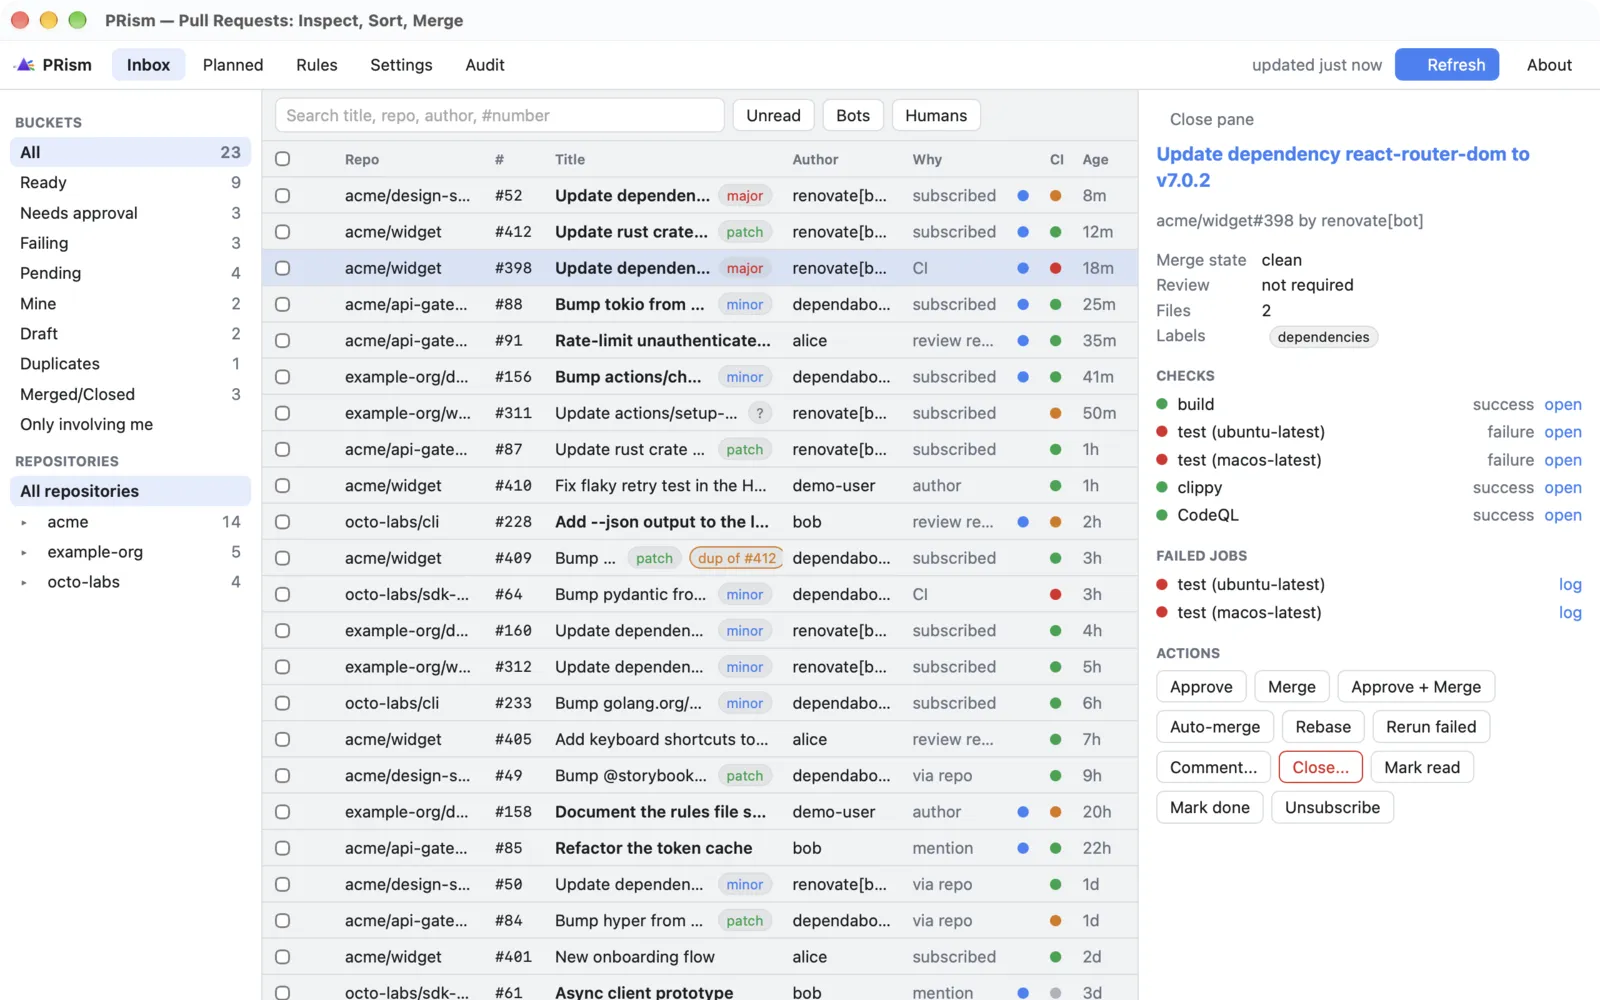 PRism — Pull Requests: Inspect, Sort, Merge
PRism Inbox Planned Rules Settings Audit updated just now Refresh About
BUCKETS
All 23
Ready 9
Needs approval 3
Failing 3
Pending 4
Mine 2
Draft 2
Duplicates 1
Merged/Closed 3
Only involving me
REPOSITORIES
All repositories
acme 14
example-org 5
octo-labs 4
Search title, repo, author, #number Unread Bots Humans
Repo # Title Author Why CI Age
acme/design-s... #52 Update dependen... major renovate[b... subscribed 8m
acme/widget #412 Update rust crate... patch renovate[b... subscribed 12m
acme/widget #398 Update dependen... major renovate[b... CI 18m
acme/api-gate... #88 Bump tokio from ... minor dependabo... subscribed 25m
acme/api-gate... #91 Rate-limit unauthenticate... alice review re... 35m
example-org/d... #156 Bump actions/ch... minor dependabo... subscribed 41m
example-org/w... #311 Update actions/setup-... ? renovate[b... subscribed 50m
acme/api-gate... #87 Update rust crate ... patch renovate[b... subscribed 1h
acme/widget #410 Fix flaky retry test in the H... demo-user author 1h
octo-labs/cli #228 Add --json output to the l... bob review re... 2h
acme/widget #409 Bump ... patch dup of #412 dependabo... subscribed 3h
octo-labs/sdk-... #64 Bump pydantic fro... minor dependabo... CI 3h
example-org/d... #160 Update dependen... minor renovate[b... subscribed 4h
example-org/w... #312 Update dependen... minor renovate[b... subscribed 5h
octo-labs/cli #233 Bump golang.org/... minor dependabo... subscribed 6h
acme/widget #405 Add keyboard shortcuts to... alice review re... 7h
acme/design-s... #49 Bump @storybook... patch dependabo... via repo 9h
example-org/d... #158 Document the rules file s... demo-user author 20h
acme/api-gate... #85 Refactor the token cache bob mention 22h
acme/design-s... #50 Update dependen... minor renovate[b... via repo 1d
acme/api-gate... #84 Bump hyper from ... patch dependabo... via repo 1d
acme/widget #401 New onboarding flow alice subscribed 2d
octo-labs/sdk-... #61 Async client prototype bob mention 3d
Close pane
Update dependency react-router-dom to
v7.0.2
acme/widget#398 by renovate[bot]
Merge state clean
Review not required
Files 2
Labels dependencies
CHECKS
build success open
test (ubuntu-latest) failure open
test (macos-latest) failure open
clippy success open
CodeQL success open
FAILED JOBS
test (ubuntu-latest) log
test (macos-latest) log
ACTIONS
Approve Merge Approve + Merge
Auto-merge Rebase Rerun failed
Comment... Close... Mark read
Mark done Unsubscribe